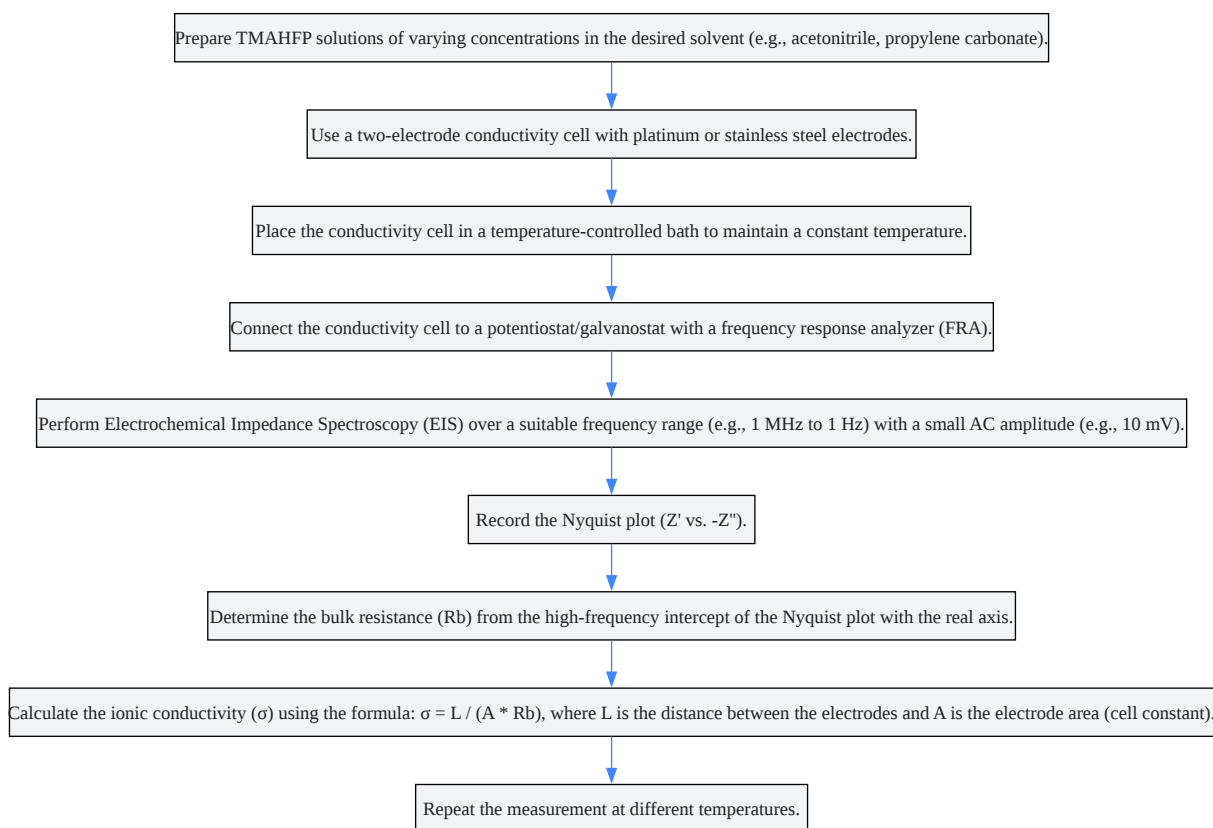 Prepare TMAHFP solutions of varying concentrations in the desired solvent (e.g., acetonitrile, propylene carbonate).
Use a two-electrode conductivity cell with platinum or stainless steel electrodes.
Place the conductivity cell in a temperature-controlled bath to maintain a constant temperature.
Connect the conductivity cell to a potentiostat/galvanostat with a frequency response analyzer (FRA).
Perform Electrochemical Impedance Spectroscopy (EIS) over a suitable frequency range (e.g., 1 MHz to 1 Hz) with a small AC amplitude (e.g., 10 mV).
Record the Nyquist plot (Z' vs. -Z'').
Determine the bulk resistance (Rb) from the high-frequency intercept of the Nyquist plot with the real axis.
Calculate the ionic conductivity (σ) using the formula: σ = L / (A * Rb), where L is the distance between the electrodes and A is the electrode area (cell constant).
Repeat the measurement at different temperatures.